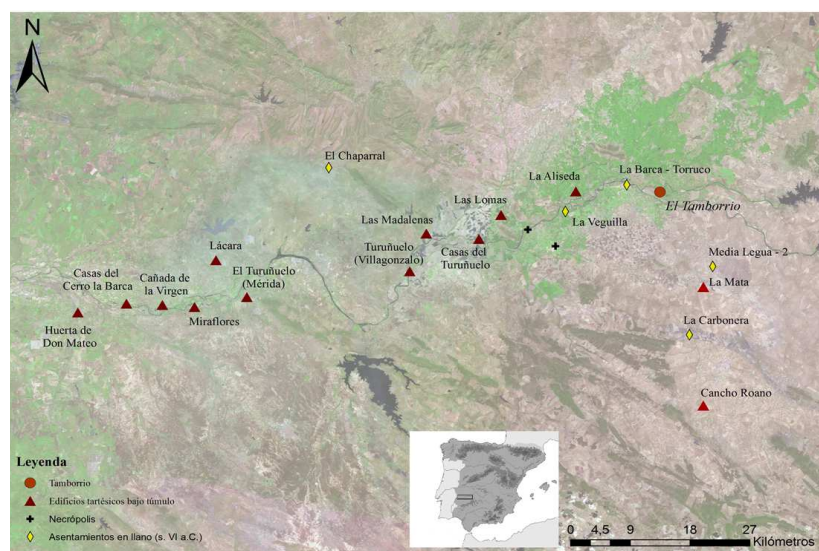 N
El Chaparral
La Barca - Torruco
La Aliseda
El Tamborrio
Las Lomas
La Veguilla
Las Madalenas
Casas del
Turuñuelo
Turuñuelo
(Villagonzalo)
Lácara
Media Legua - 2
La Mata
El Turuñuelo
(Mérida)
Casas del
Cerro la Barca
Cañada de
la Virgen
Miraflores
Huerta de
Don Mateo
La Carbonera
Cancho Roano
Leyenda
Tamborrio
Edificios tartésicos bajo túmulo
Necrópolis
Asentamientos en llano (s. VI a.C.)
0 4,5 9 18 27
Kilómetros